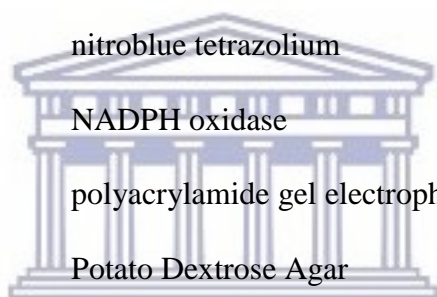 nitroblue tetrazolium
NADPH oxidase
polyacrylamide gel electroph
Potato Dextrose Agar